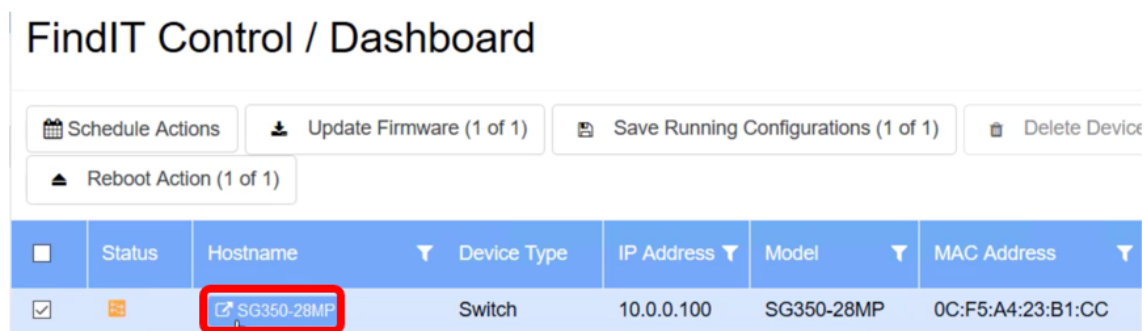 FindIT Control / Dashboard
Schedule Actions Update Firmware (1 of 1) Save Running Configurations (1 of 1) Delete Device
Reboot Action (1 of 1)
Status Hostname Device Type IP Address Model MAC Address
SG350-28MP Switch 10.0.0.100 SG350-28MP 0C:F5:A4:23:B1:CC